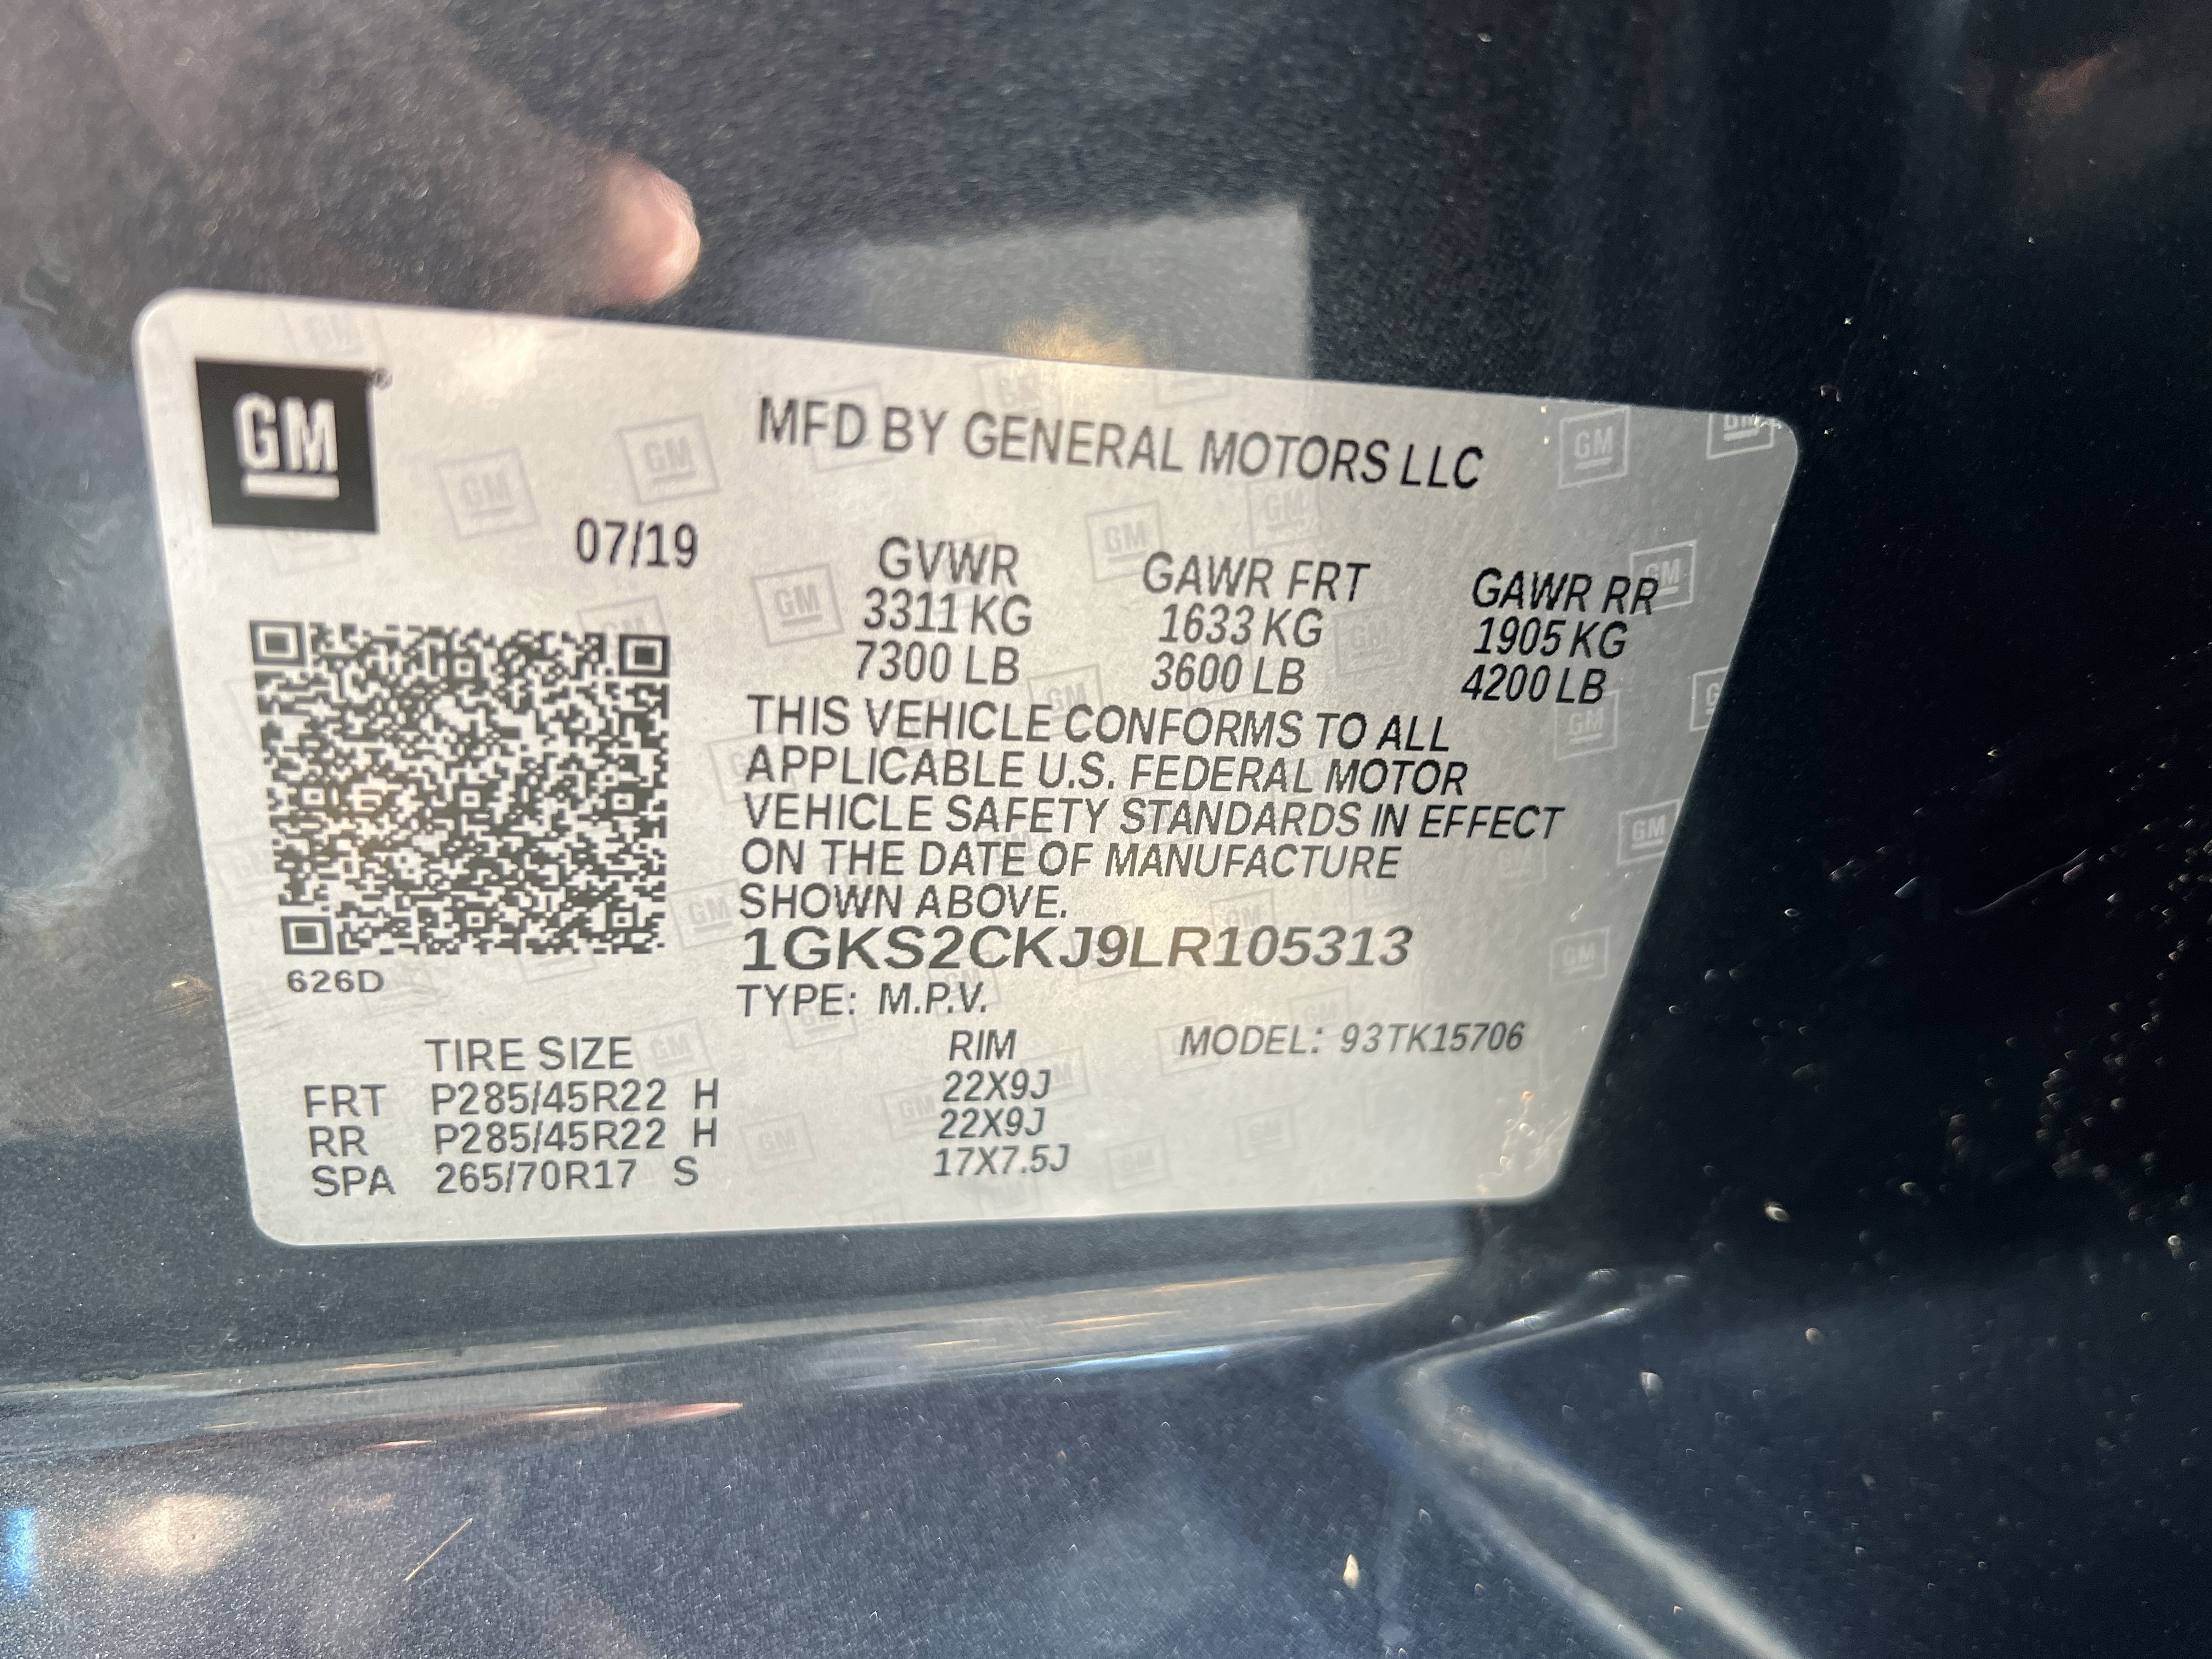 GM
MFD BY GENERAL MOTORS LLC
07/19
GVWR GAWR FRT GAWR RR
3311 KG 1633 KG 1905 KG
7300 LB 3600 LB 4200 LB
THIS VEHICLE CONFORMS TO ALL
APPLICABLE U.S. FEDERAL MOTOR
VEHICLE SAFETY STANDARDS IN EFFECT
ON THE DATE OF MANUFACTURE
SHOWN ABOVE.
1GKS2CKJ9LR105313
626D
TYPE: M.P.V.
TIRE SIZE RIM MODEL: 93TK15706
FRT P285/45R22 H 22X9J
RR P285/45R22 H 22X9J
SPA 265/70R17 S 17X7.5J